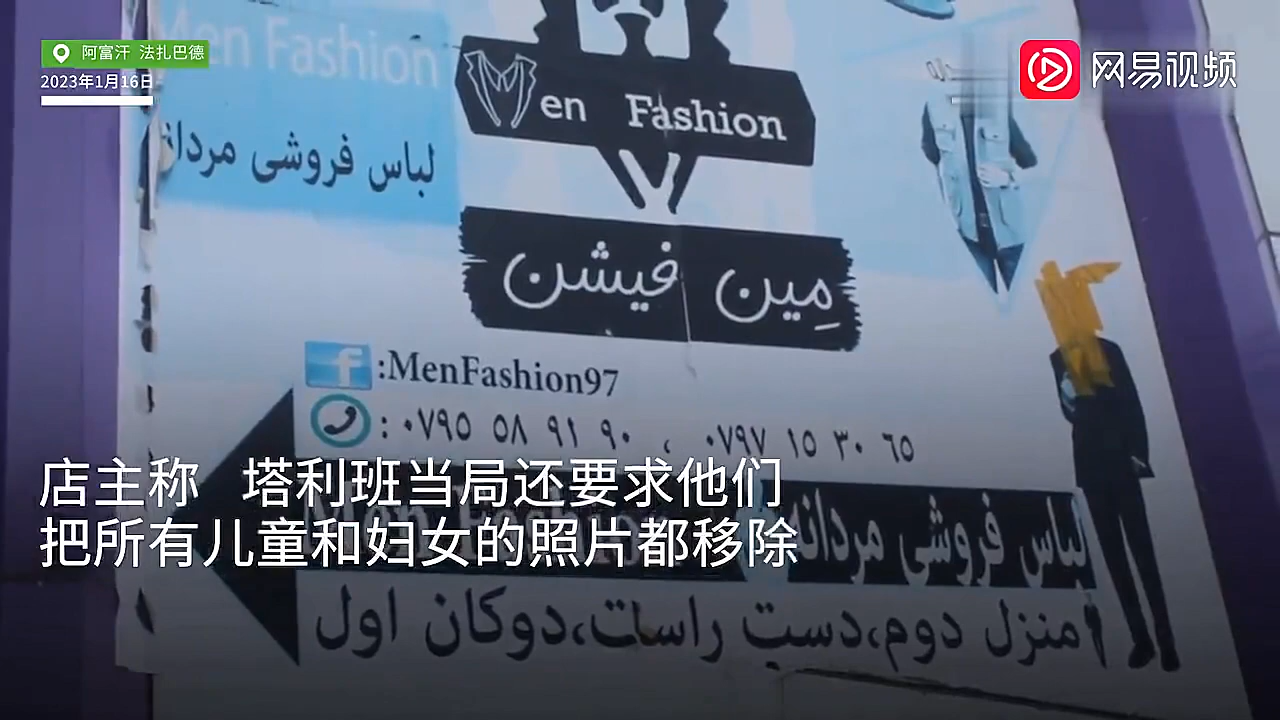 阿富汗 法扎巴德
2023年1月16日
网易视频
Men Fashion
لباس فروشی مردانه
Men Fashion
مِین فیشن
:MenFashion97
: ۰۷۹۵ ۵۸ ۹۱ ۹۰ ، ۰۷۹۷ ۱۵ ۳۰ ۶۵
店主称 塔利班当局还要求他们
把所有儿童和妇女的照片都移除
Men Fashion
لباس فروشی مردانه
منزل دوم،دست راست،دوکان اول